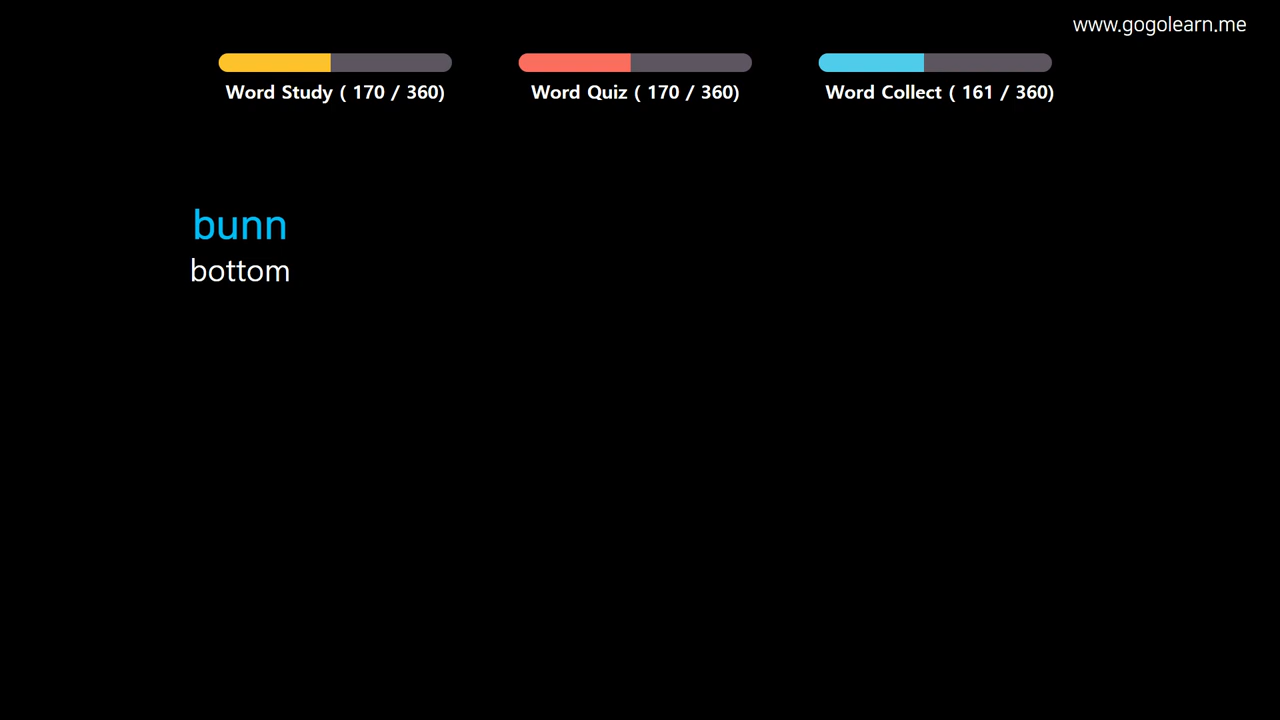 www.gogolearn.me
Word Study ( 170 / 360)
Word Quiz ( 170 / 360)
Word Collect ( 161 / 360)
bunn
bottom